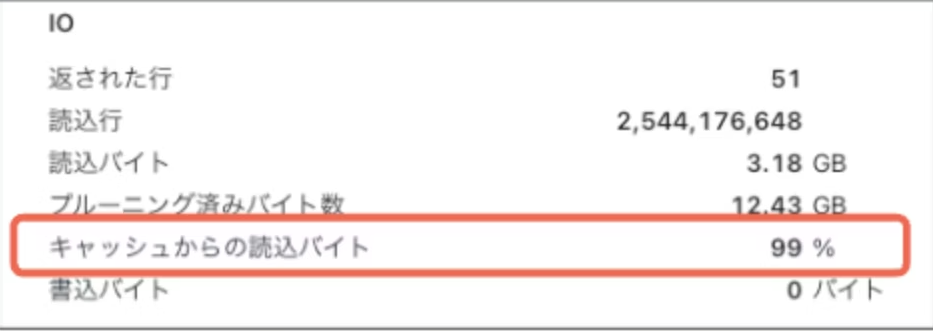 IO
返された行 51
読込行 2,544,176,648
読込バイト 3.18 GB
プルーニング済みバイト数 12.43 GB
キャッシュからの読込バイト 99 %
書込バイト 0 バイト